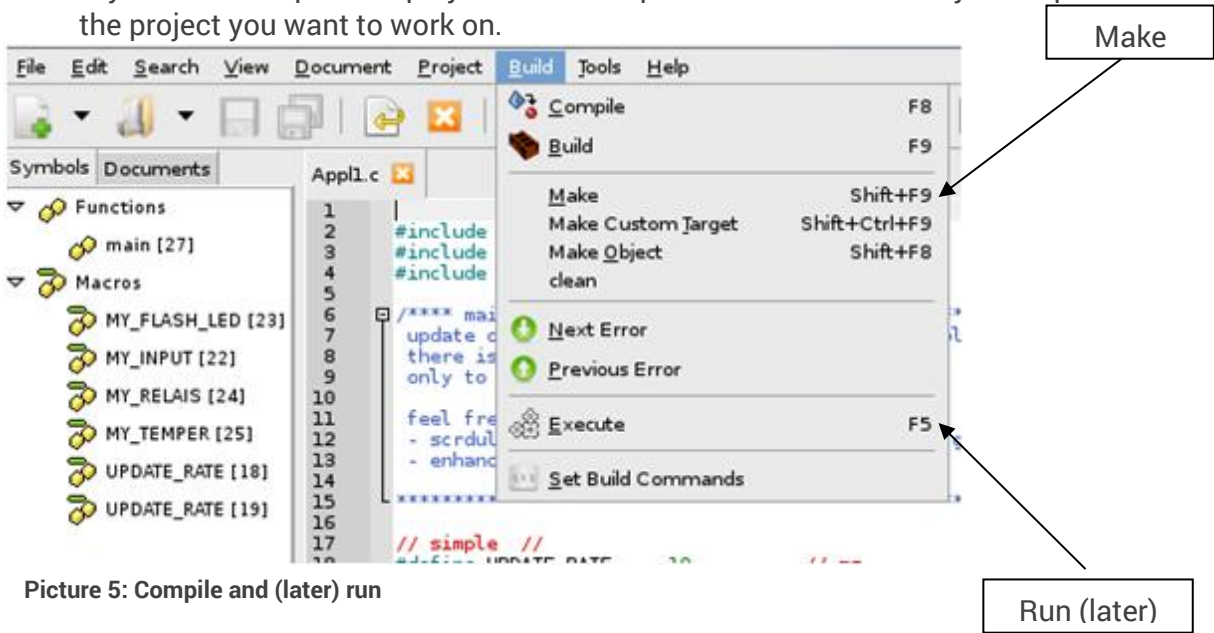 the project you want to work on.
Make
File Edit Search View Document Project Build Tools Help
Compile F8
Build F9
Symbols Documents
Appl1.c
Functions
main [27]
Macros
MY_FLASH_LED [23]
MY_INPUT [22]
MY_RELAIS [24]
MY_TEMPER [25]
UPDATE_RATE [18]
UPDATE_RATE [19]
Make Shift+F9
Make Custom Target Shift+Ctrl+F9
Make Object Shift+F8
clean
Next Error
Previous Error
Execute F5
Set Build Commands
1
2 #include
3 #include
4 #include
5
6 /**** mai
7 update c
8 there is
9 only to
10
11 feel fre
12 - scrdul
13 - enhanc
14
15 *********
16
17 // simple //
Picture 5: Compile and (later) run
Run (later)